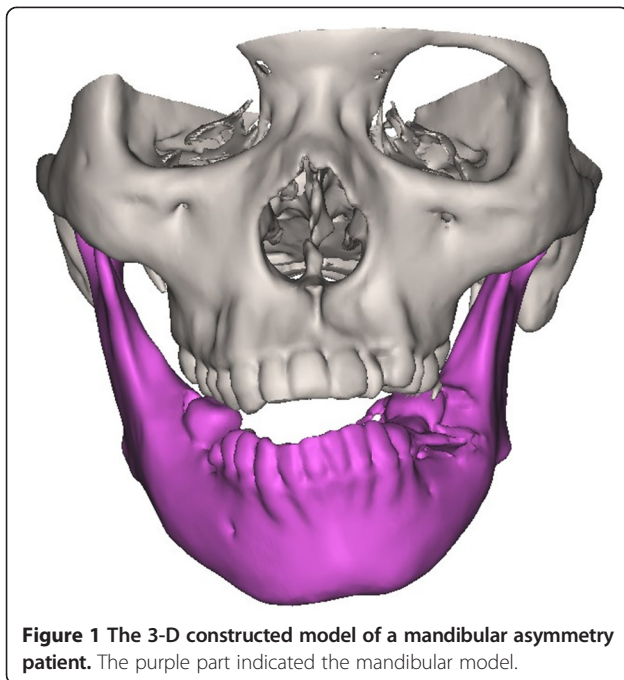 Figure 1 The 3-D constructed model of a mandibular asymmetry
patient. The purple part indicated the mandibular model.